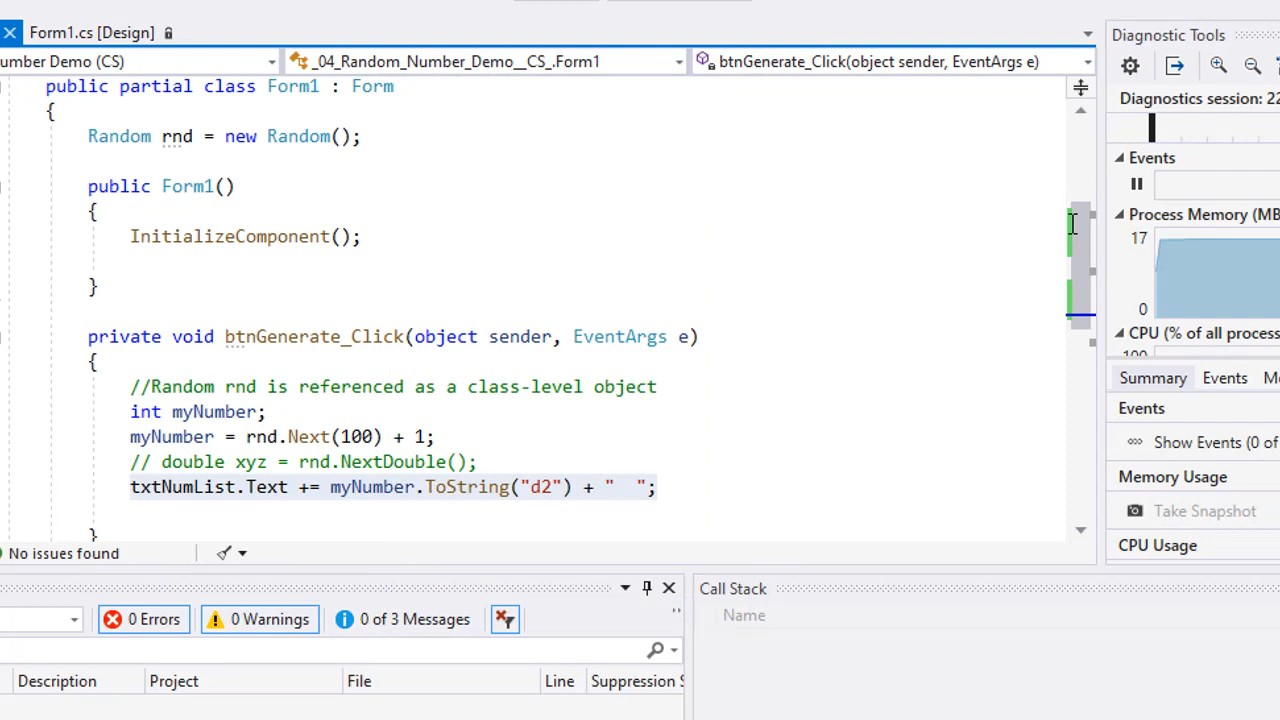 Form1.cs [Design]
umber Demo (CS)
_04_Random_Number_Demo__CS_.Form1
btnGenerate_Click(object sender, EventArgs e)
public partial class Form1 : Form
{
Random rnd = new Random();
public Form1()
{
InitializeComponent();
}
private void btnGenerate_Click(object sender, EventArgs e)
{
//Random rnd is referenced as a class-level object
int myNumber;
myNumber = rnd.Next(100) + 1;
// double xyz = rnd.NextDouble();
txtNumList.Text += myNumber.ToString("d2") + "  ";
}
No issues found
0 Errors
0 Warnings
0 of 3 Messages
Description
Project
File
Line
Suppression S
Call Stack
Name
Diagnostic Tools
Diagnostics session: 22
Events
Process Memory (MB
17
0
CPU (% of all process
100
Summary
Events
Me
Events
Show Events (0 of
Memory Usage
Take Snapshot
CPU Usage